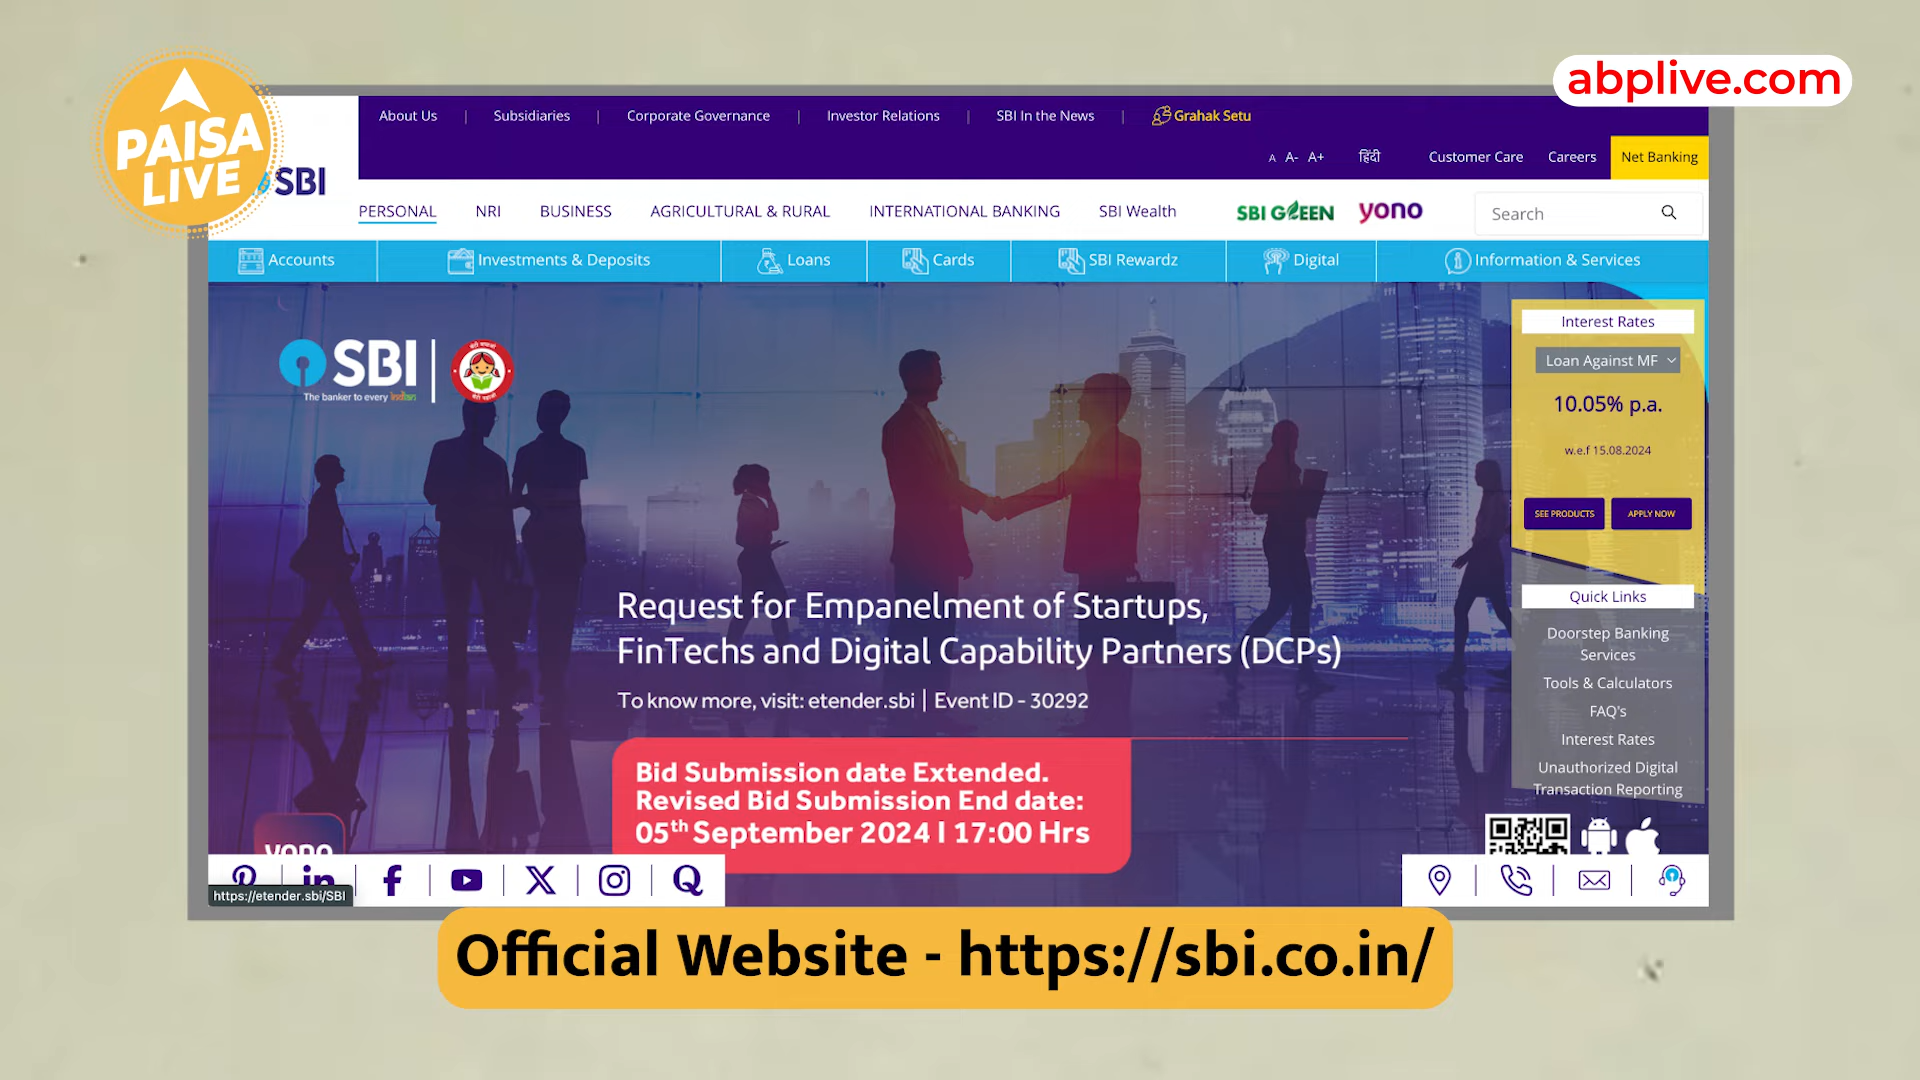 PAISA
LIVE
abplive.com
About Us | Subsidiaries | Corporate Governance | Investor Relations | SBI In the News | Grahak Setu
A A- A+ हिंदी Customer Care Careers Net Banking
SBI
PERSONAL NRI BUSINESS AGRICULTURAL & RURAL INTERNATIONAL BANKING SBI Wealth SBI GREEN yono Search
Accounts Investments & Deposits Loans Cards SBI Rewardz Digital Information & Services
SBI
The banker to every indian
Interest Rates
Loan Against MF
10.05% p.a.
w.e.f 15.08.2024
SEE PRODUCTS APPLY NOW
Request for Empanelment of Startups,
FinTechs and Digital Capability Partners (DCPs)
To know more, visit: etender.sbi | Event ID - 30292
Bid Submission date Extended.
Revised Bid Submission End date:
05th September 2024 I 17:00 Hrs
Quick Links
Doorstep Banking
Services
Tools & Calculators
FAQ's
Interest Rates
Unauthorized Digital
Transaction Reporting
yono
https://etender.sbi/SBI
Official Website - https://sbi.co.in/